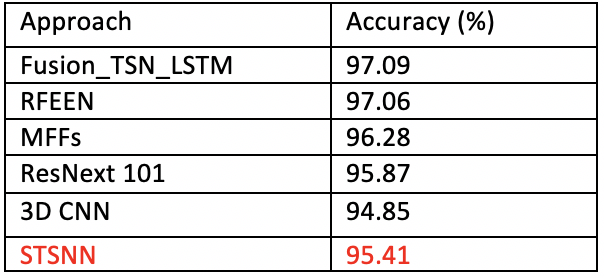 Approach Accuracy (%)
Fusion_TSN_LSTM 97.09
RFEEN 97.06
MFFs 96.28
ResNext 101 95.87
3D CNN 94.85
STSNN 95.41